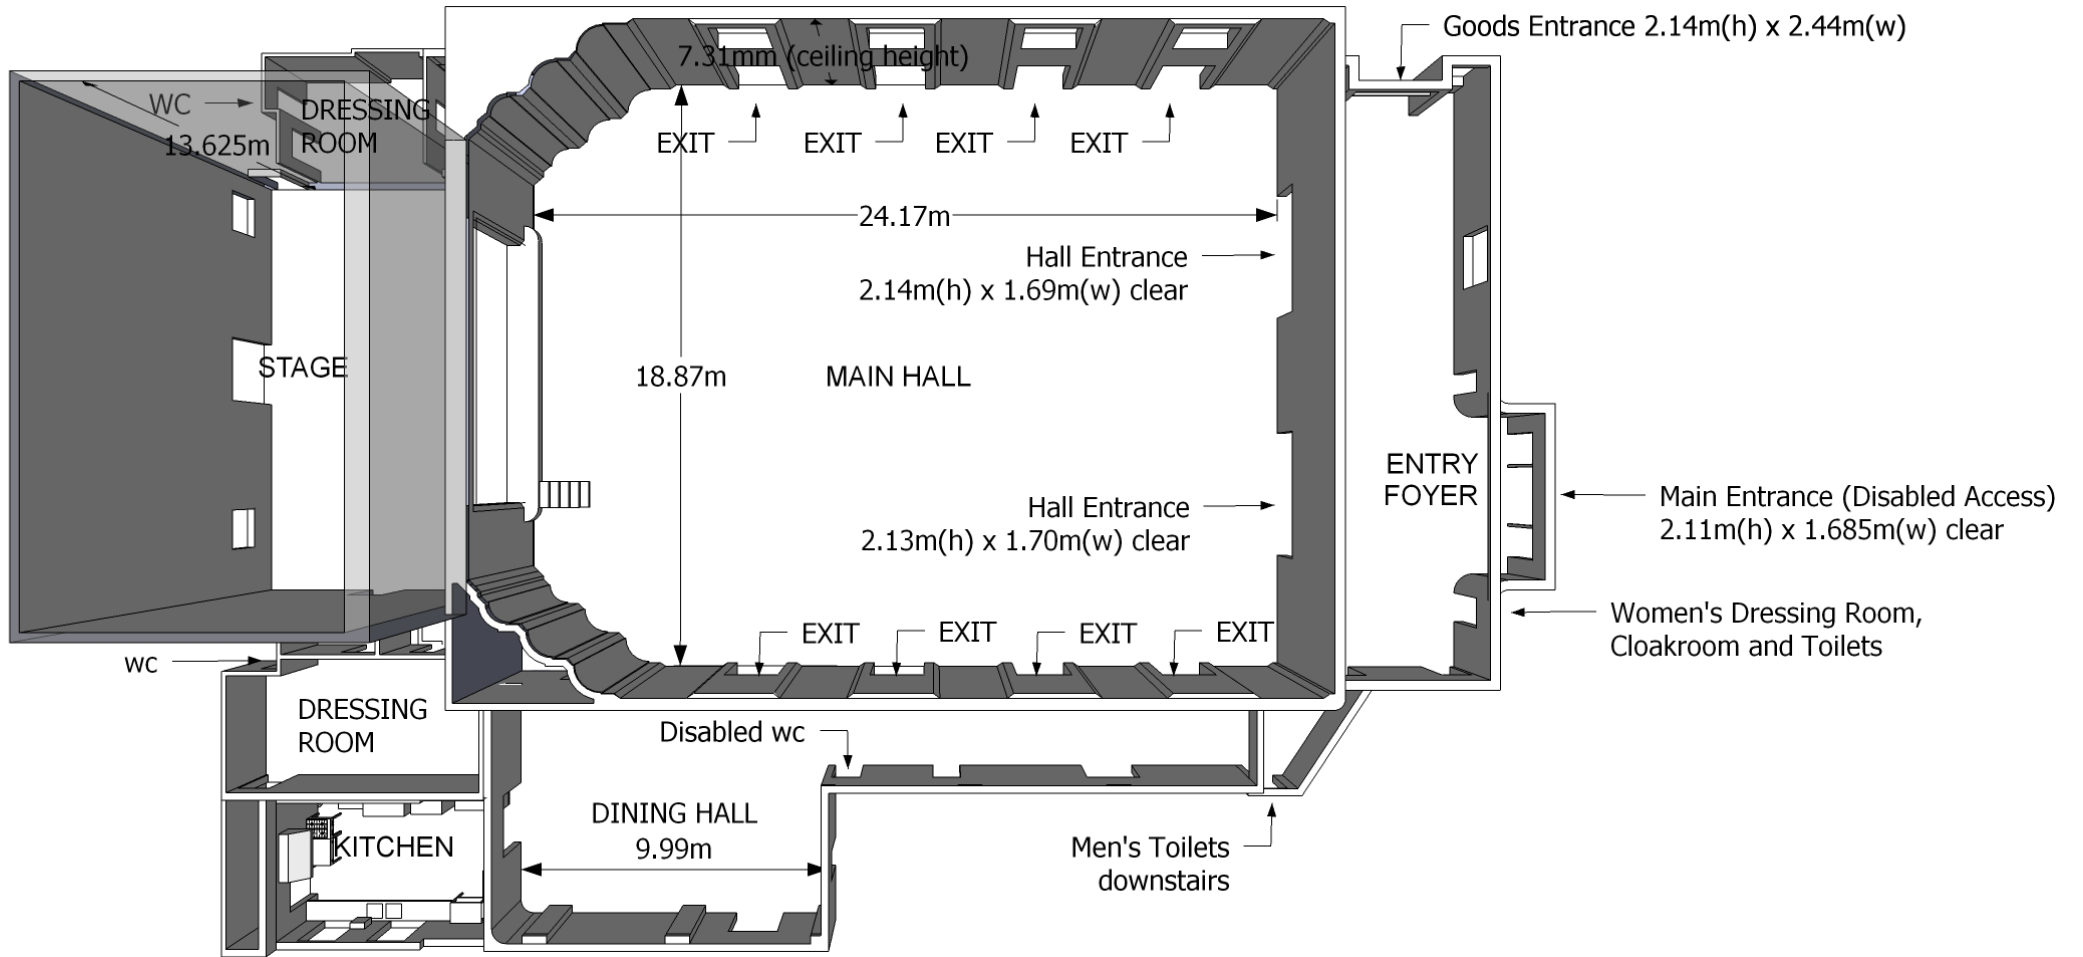 Goods Entrance 2.14m(h) x 2.44m(w)
7.31mm (ceiling height)
WC
DRESSING
ROOM
13.625m
EXIT
EXIT
EXIT
EXIT
24.17m
Hall Entrance
2.14m(h) x 1.69m(w) clear
STAGE
18.87m
MAIN HALL
ENTRY
FOYER
Main Entrance (Disabled Access)
2.11m(h) x 1.685m(w) clear
Hall Entrance
2.13m(h) x 1.70m(w) clear
Women's Dressing Room,
Cloakroom and Toilets
EXIT
EXIT
EXIT
EXIT
wc
DRESSING
ROOM
Disabled wc
DINING HALL
9.99m
KITCHEN
Men's Toilets
downstairs